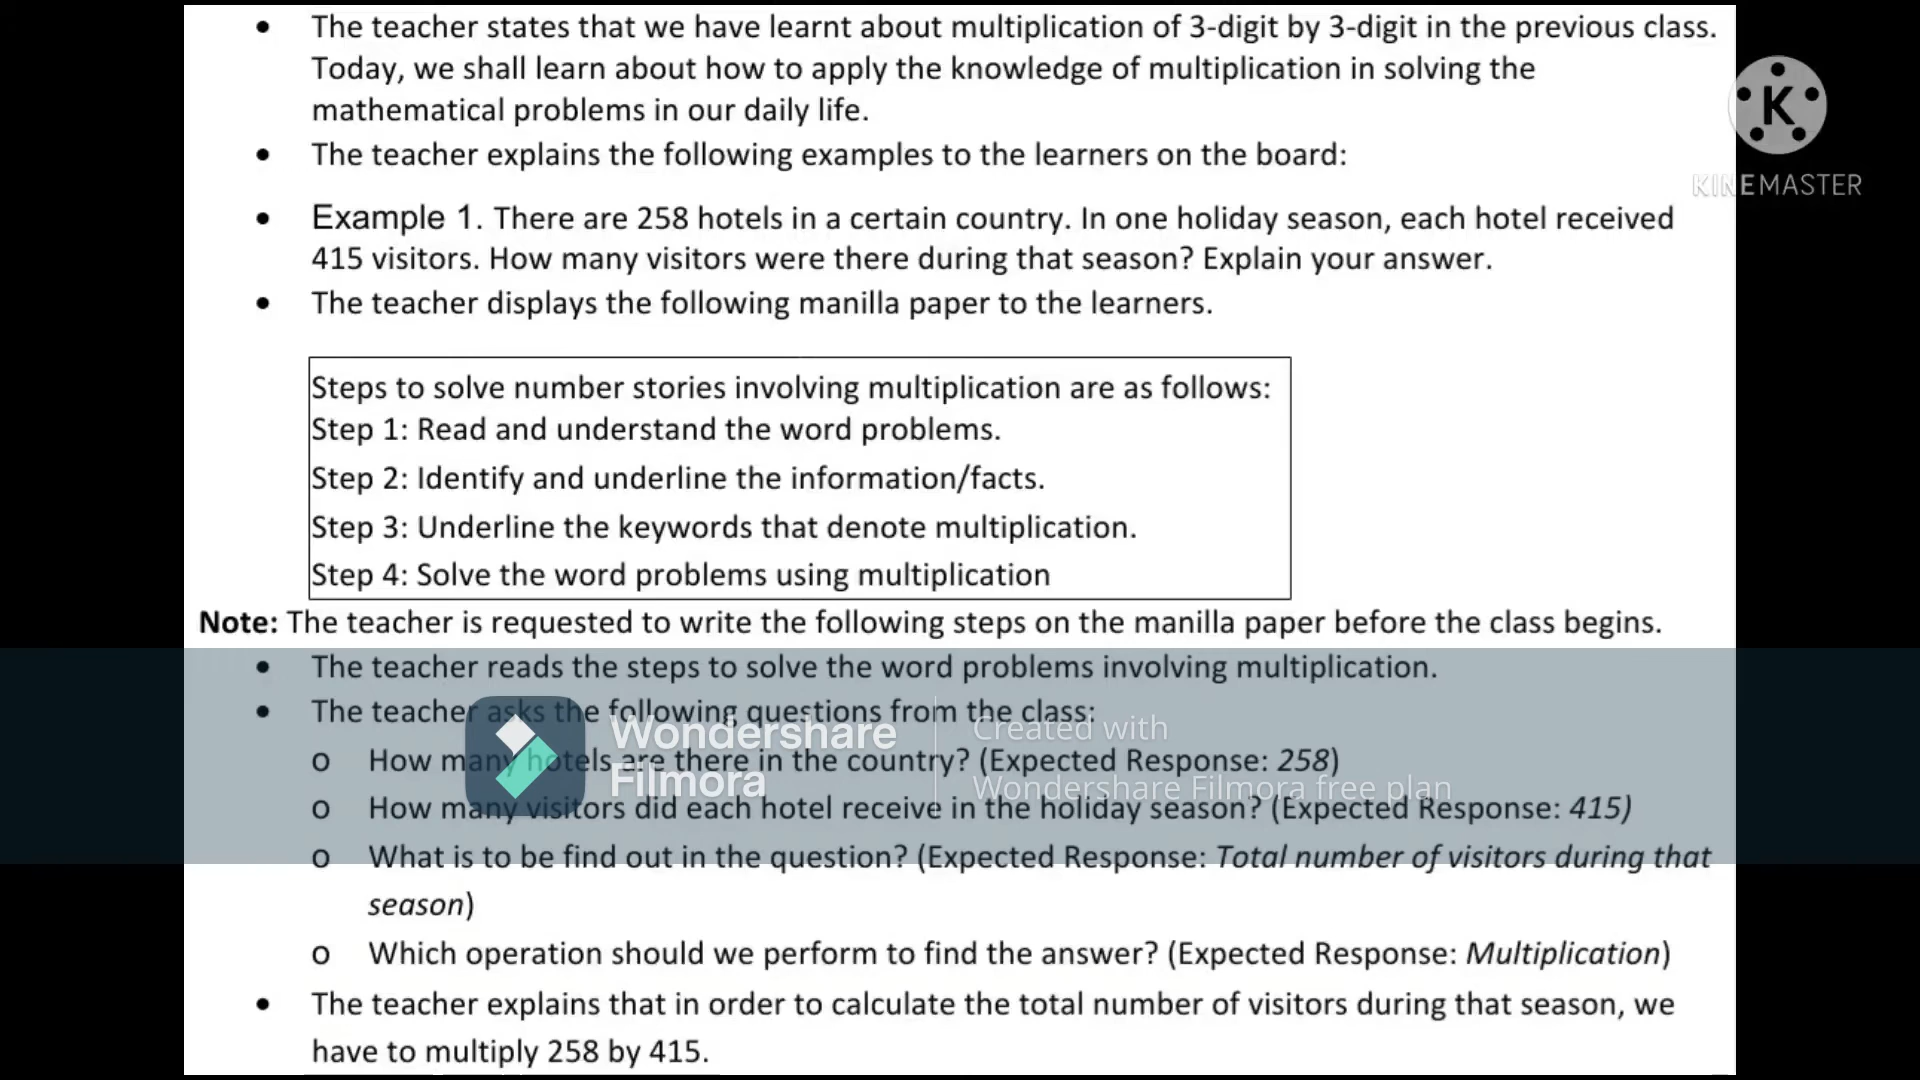 • The teacher states that we have learnt about multiplication of 3-digit by 3-digit in the previous class.
Today, we shall learn about how to apply the knowledge of multiplication in solving the
mathematical problems in our daily life.
• The teacher explains the following examples to the learners on the board:
• Example 1. There are 258 hotels in a certain country. In one holiday season, each hotel received
415 visitors. How many visitors were there during that season? Explain your answer.
• The teacher displays the following manilla paper to the learners.
Steps to solve number stories involving multiplication are as follows:
Step 1: Read and understand the word problems.
Step 2: Identify and underline the information/facts.
Step 3: Underline the keywords that denote multiplication.
Step 4: Solve the word problems using multiplication
Note: The teacher is requested to write the following steps on the manilla paper before the class begins.
• The teacher reads the steps to solve the word problems involving multiplication.
• The teacher asks the following questions from the class:
o How many hotels are there in the country? (Expected Response: 258)
o How many visitors did each hotel receive in the holiday season? (Expected Response: 415)
o What is to be find out in the question? (Expected Response: Total number of visitors during that
season)
o Which operation should we perform to find the answer? (Expected Response: Multiplication)
• The teacher explains that in order to calculate the total number of visitors during that season, we
have to multiply 258 by 415.
K
KINEMASTER
Wondershare
Filmora
Created with
Wondershare Filmora free plan